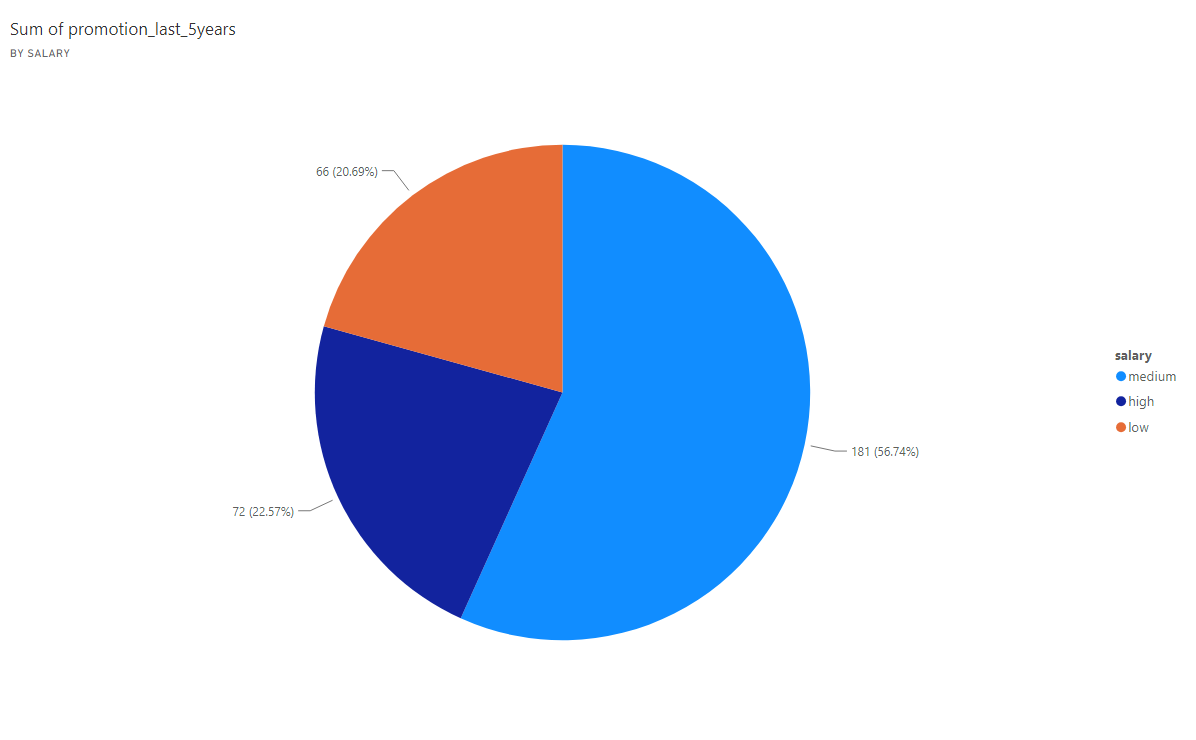 Sum of promotion_last_5years
BY SALARY
66 (20.69%)
72 (22.57%)
181 (56.74%)
salary
medium
high
low